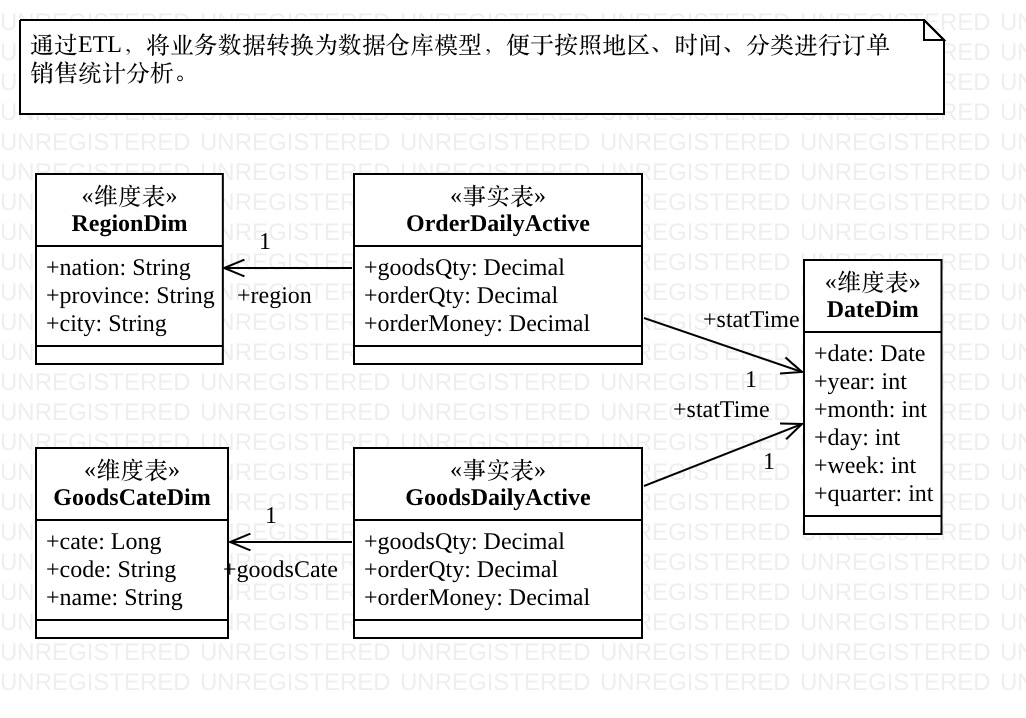 通过ETL，将业务数据转换为数据仓库模型，便于按照地区、时间、分类进行订单
销售统计分析。
«维度表»
RegionDim
+nation: String
+province: String
+city: String
1
+region
«事实表»
OrderDailyActive
+goodsQty: Decimal
+orderQty: Decimal
+orderMoney: Decimal
+statTime
1
«维度表»
DateDim
+date: Date
+year: int
+month: int
+day: int
+week: int
+quarter: int
+statTime
1
«维度表»
GoodsCateDim
+cate: Long
+code: String
+name: String
1
+goodsCate
«事实表»
GoodsDailyActive
+goodsQty: Decimal
+orderQty: Decimal
+orderMoney: Decimal
UNREGISTERED